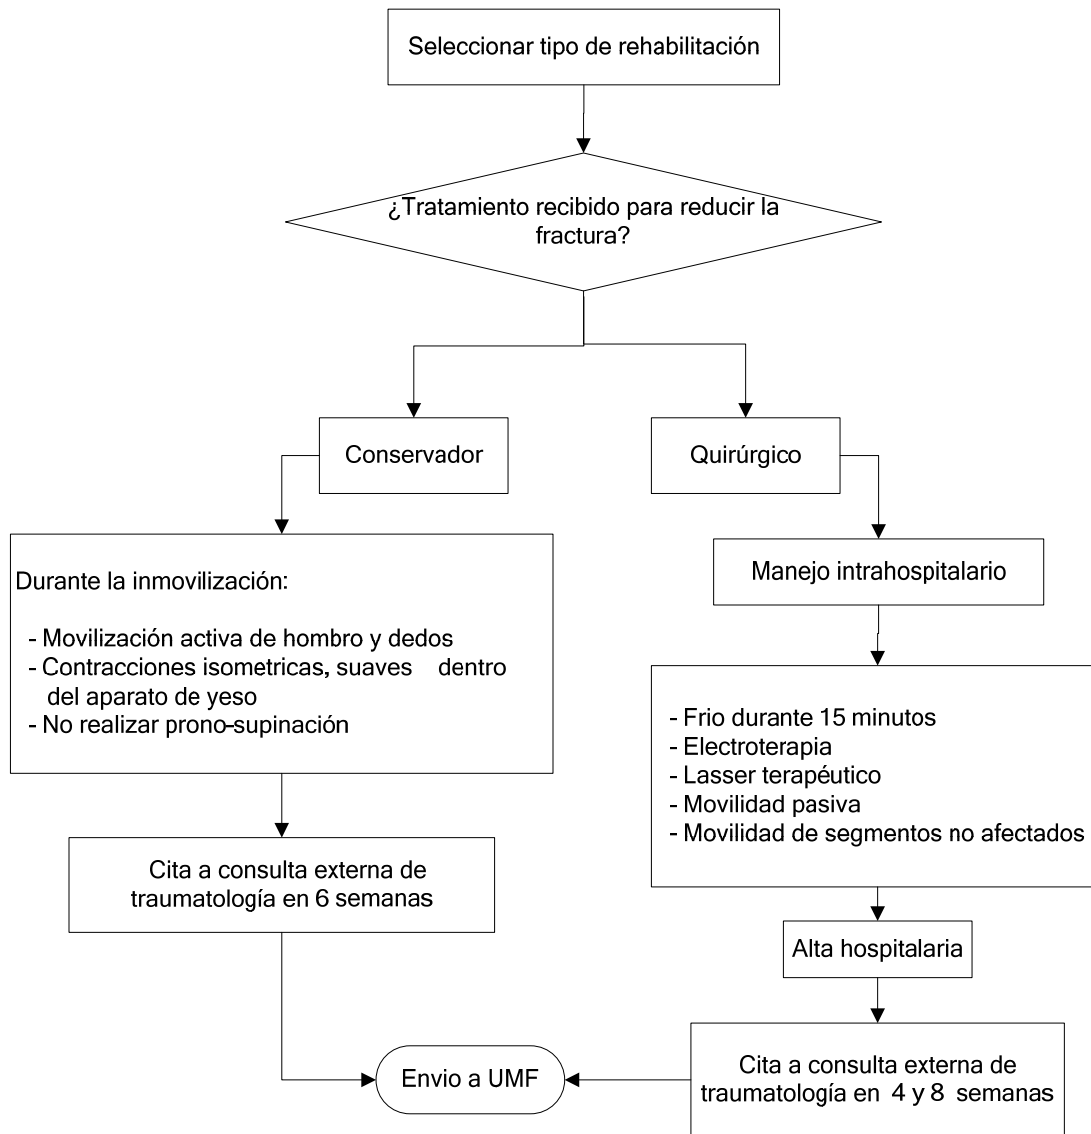 Seleccionar tipo de rehabilitación
¿Tratamiento recibido para reducir la
fractura?
Conservador
Quirúrgico
Durante la inmovilización:
- Movilización activa de hombro y dedos
- Contracciones isometricas, suaves dentro
del aparato de yeso
- No realizar prono-supinación
Cita a consulta externa de
traumatología en 6 semanas
Manejo intrahospitalario
- Frio durante 15 minutos
- Electroterapia
- Lasser terapéutico
- Movilidad pasiva
- Movilidad de segmentos no afectados
Alta hospitalaria
Cita a consulta externa de
traumatología en 4 y 8 semanas
Envio a UMF